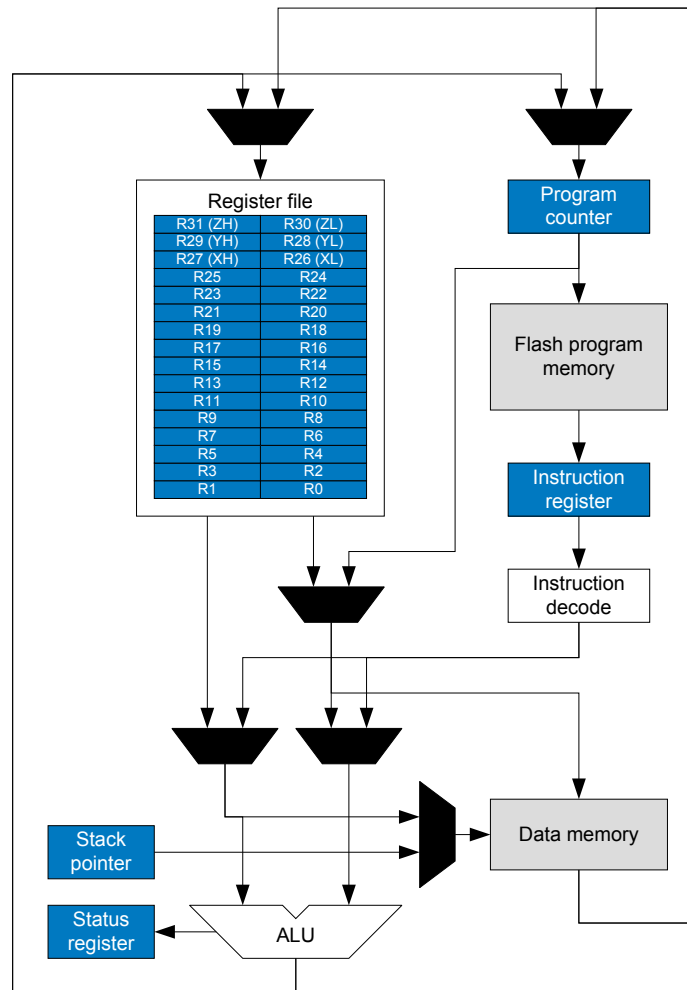 Register file
R31 (ZH) R30 (ZL)
R29 (YH) R28 (YL)
R27 (XH) R26 (XL)
R25 R24
R23 R22
R21 R20
R19 R18
R17 R16
R15 R14
R13 R12
R11 R10
R9 R8
R7 R6
R5 R4
R3 R2
R1 R0
Program
counter
Flash program
memory
Instruction
register
Instruction
decode
Stack
pointer
Data memory
Status
register
ALU